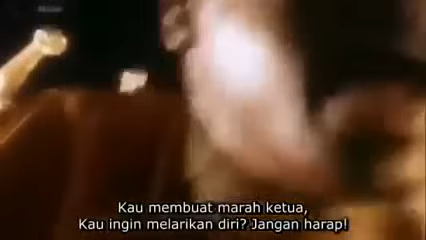 Kau membuat marah ketua,
Kau ingin melarikan diri? Jangan harap!